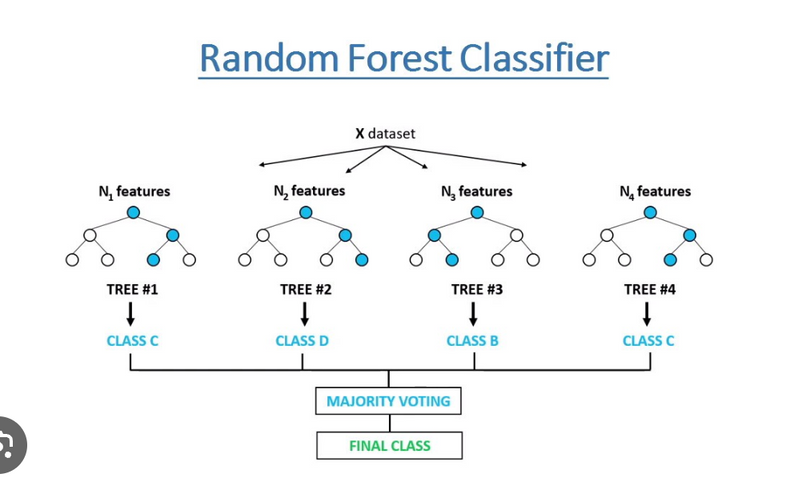 Random Forest Classifier
X dataset
N1 features N2 features N3 features N4 features
TREE #1 TREE #2 TREE #3 TREE #4
CLASS C CLASS D CLASS B CLASS C
MAJORITY VOTING
FINAL CLASS